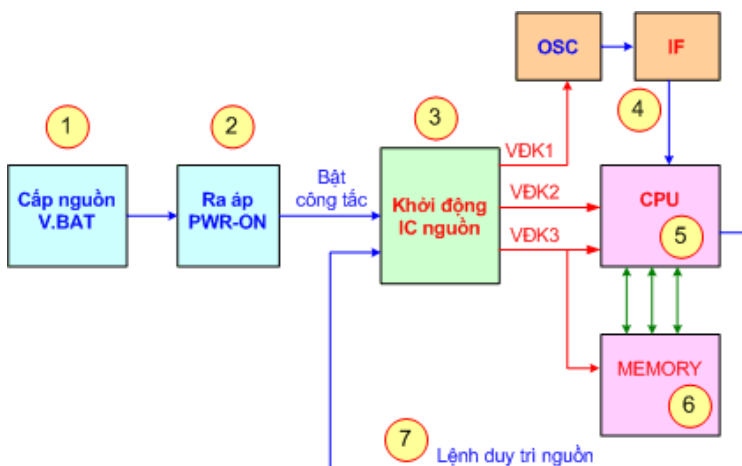 OSC
IF
1
2
3
4
Cấp nguồn
V.BAT
Ra áp
PWR-ON
Bật
công tắc
Khởi động
IC nguồn
VĐK1
VĐK2
VĐK3
CPU
5
MEMORY
6
7
Lệnh duy trì nguồn